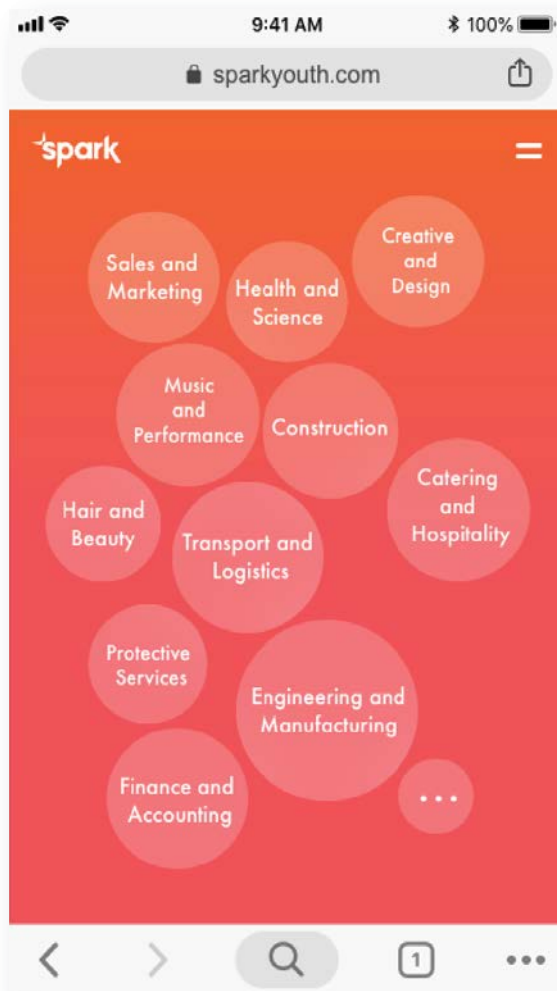 9:41 AM
100%
sparkyouth.com
spark
Sales and
Marketing
Health and
Science
Creative
and
Design
Music
and
Performance
Construction
Catering
and
Hospitality
Hair and
Beauty
Transport and
Logistics
Protective
Services
Engineering and
Manufacturing
Finance and
Accounting
...
1